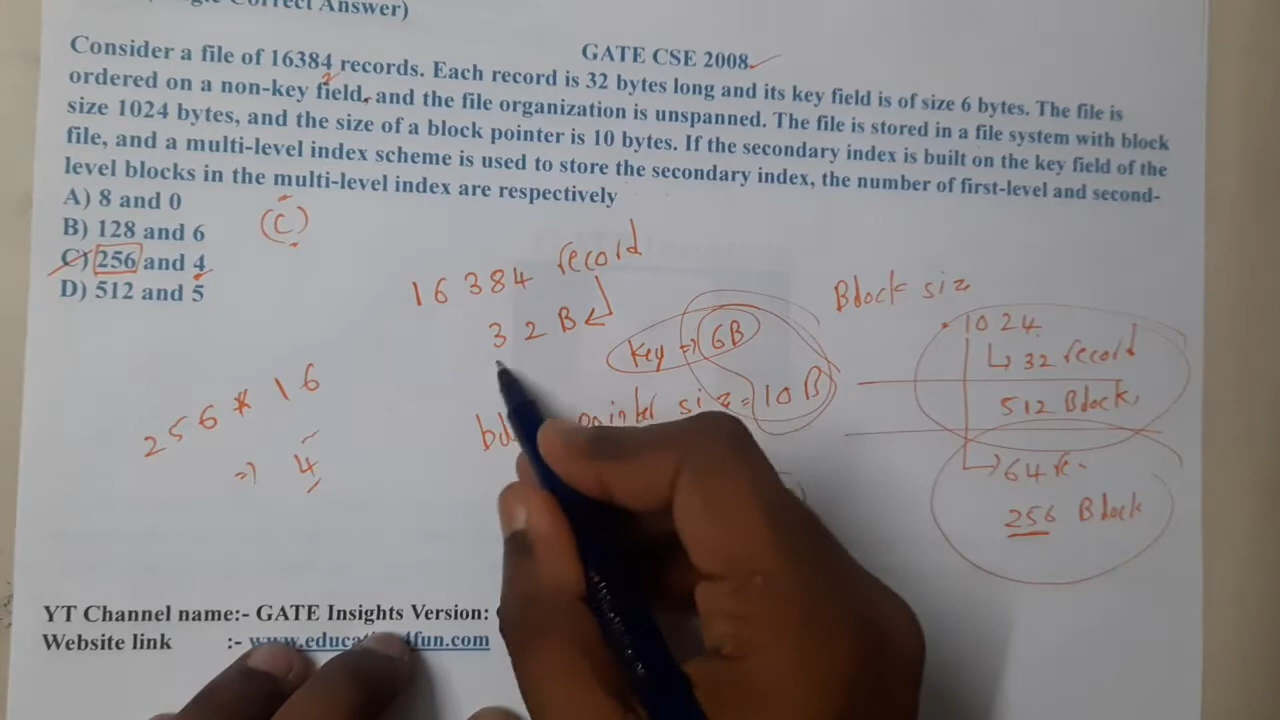 Correct Answer)
GATE CSE 2008
Consider a file of 16384 records. Each record is 32 bytes long and its key field is of size 6 bytes. The file is
ordered on a non-key field, and the file organization is unspanned. The file is stored in a file system with block
size 1024 bytes, and the size of a block pointer is 10 bytes. If the secondary index is built on the key field of the
file, and a multi-level index scheme is used to store the secondary index, the number of first-level and second-
level blocks in the multi-level index are respectively
A) 8 and 0
B) 128 and 6
C) 256 and 4
D) 512 and 5
(C)
16384 record
32 B
Key => 6B
pointer size = 10 B
Block siz
1024
32 record
512 Block
64 re
256 Block
256 * 16
=> 4
YT Channel name:- GATE Insights Version:
Website link :-